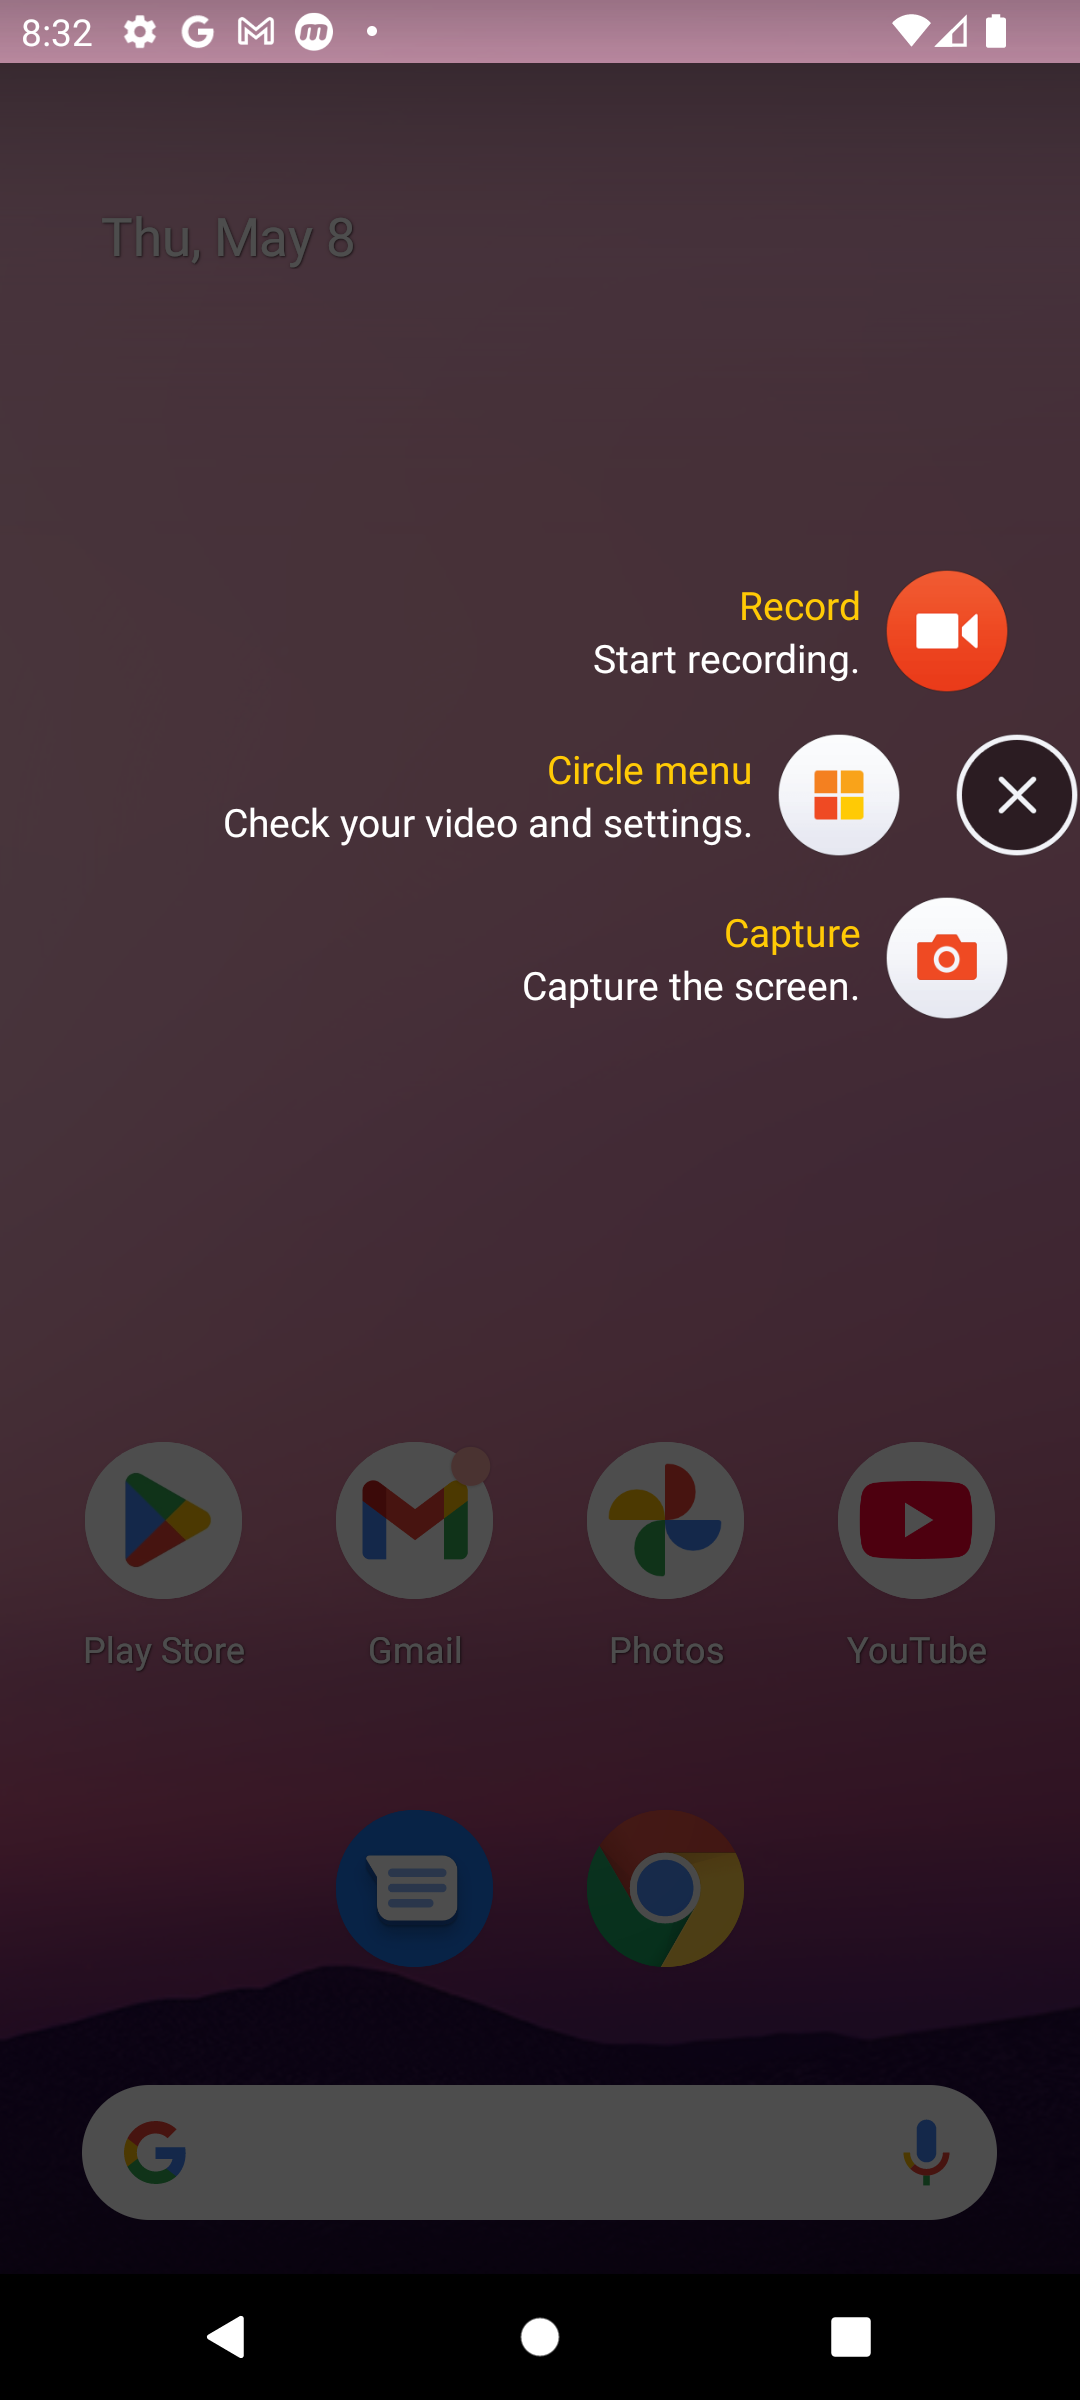 8:32
Thu, May 8
Record
Start recording.
Circle menu
Check your video and settings.
Capture
Capture the screen.
Play Store
Gmail
Photos
YouTube